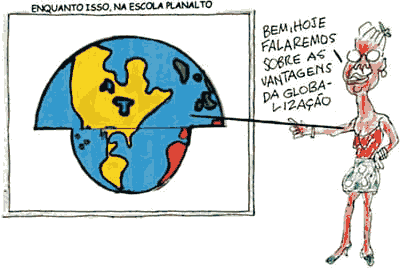 ENQUANTO ISSO, NA ESCOLA PLANALTO
BEM, HOJE
FALAREMOS
SOBRE AS
VANTAGENS
DA GLOBA-
LIZAÇÃO